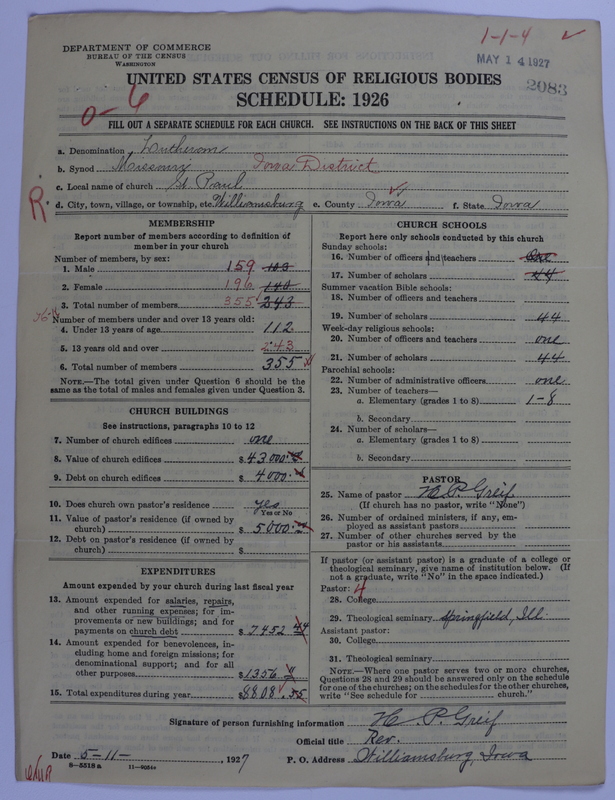 1-1-4
DEPARTMENT OF COMMERCE
BUREAU OF THE CENSUS
WASHINGTON
MAY 14 1927
2083
UNITED STATES CENSUS OF RELIGIOUS BODIES
SCHEDULE: 1926
0-6
FILL OUT A SEPARATE SCHEDULE FOR EACH CHURCH. SEE INSTRUCTIONS ON THE BACK OF THIS SHEET
a. Denomination Lutheran
b. Synod Missouri Iowa District
c. Local name of church St. Paul
R. d. City, town, village, or township, etc. Williamsburg e. County Iowa f. State Iowa
MEMBERSHIP
Report number of members according to definition of
member in your church
Number of members, by sex:
1. Male 159 103
2. Female 196 140
3. Total number of members 355 243
Number of members under and over 13 years old:
4. Under 13 years of age 112
5. 13 years old and over 243
6. Total number of members 355
NOTE.—The total given under Question 6 should be the
same as the total of males and females given under Question 3.
CHURCH BUILDINGS
See instructions, paragraphs 10 to 12
7. Number of church edifices one
8. Value of church edifices $ 43000
9. Debt on church edifices $ 4000
10. Does church own pastor's residence yes
Yes or No
11. Value of pastor's residence (if owned by
church) $ 5000
12. Debt on pastor's residence (if owned by
church) $
EXPENDITURES
Amount expended by your church during last fiscal year
13. Amount expended for salaries, repairs,
and other running expenses; for im-
provements or new buildings; and for
payments on church debt $ 7452 44
14. Amount expended for benevolences, in-
cluding home and foreign missions; for
denominational support; and for all
other purposes $ 1356 11
15. Total expenditures during year $ 8808.55
CHURCH SCHOOLS
Report here only schools conducted by this church
Sunday schools:
16. Number of officers and teachers one
17. Number of scholars 44
Summer vacation Bible schools:
18. Number of officers and teachers
19. Number of scholars 44
Week-day religious schools:
20. Number of officers and teachers one
21. Number of scholars 44
Parochial schools:
22. Number of administrative officers one
23. Number of teachers—
a. Elementary (grades 1 to 8) 1-8
b. Secondary
24. Number of scholars—
a. Elementary (grades 1 to 8)
b. Secondary
PASTOR
25. Name of pastor H. P. Greif
(If church has no pastor, write "None")
26. Number of ordained ministers, if any, em-
ployed as assistant pastors
27. Number of other churches served by the
pastor or his assistants
If pastor (or assistant pastor) is a graduate of a college or
theological seminary, give name of institution below. (If
not a graduate, write "No" in the space indicated.)
Pastor: 4
28. College
29. Theological seminary Springfield, Ill.
Assistant pastor:
30. College
31. Theological seminary
NOTE.—Where one pastor serves two or more churches,
Questions 28 and 29 should be answered only on the schedule
for one of the churches; on the schedules for the other churches,
write "See schedule for church."
Signature of person furnishing information H. P. Greif
Official title Rev.
Date 5-11-, 1927 P. O. Address Williamsburg, Iowa
8-5518a